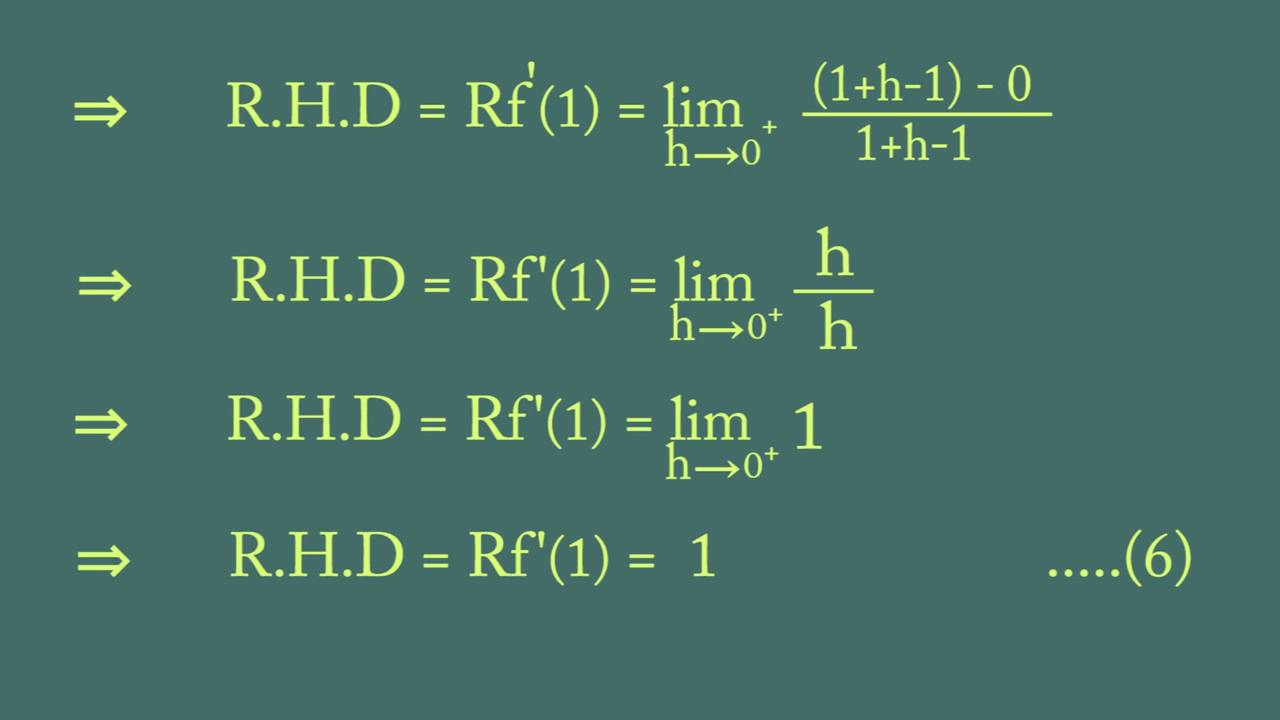 ⇒ R.H.D = Rf'(1) = lim h→0⁺ (1+h-1) - 0 / 1+h-1
⇒ R.H.D = Rf'(1) = lim h→0⁺ h / h
⇒ R.H.D = Rf'(1) = lim h→0⁺ 1
⇒ R.H.D = Rf'(1) = 1 .....(6)